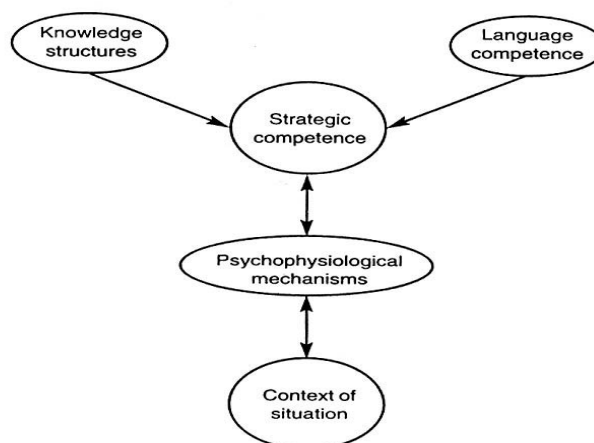 Knowledge
structures
Language
competence
Strategic
competence
Psychophysiological
mechanisms
Context of
situation